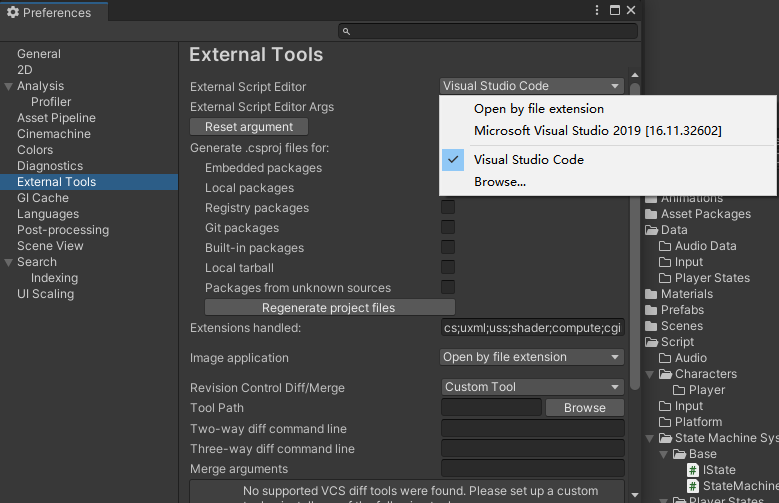 Preferences
General
2D
Analysis
Profiler
Asset Pipeline
Cinemachine
Colors
Diagnostics
External Tools
GI Cache
Languages
Post-processing
Scene View
Search
Indexing
UI Scaling
External Tools
External Script Editor
Visual Studio Code
External Script Editor Args
Reset argument
Generate .csproj files for:
Embedded packages
Local packages
Registry packages
Git packages
Built-in packages
Local tarball
Packages from unknown sources
Regenerate project files
Extensions handled:
cs;uxml;uss;shader;compute;cgi
Image application
Open by file extension
Revision Control Diff/Merge
Custom Tool
Tool Path
Browse
Two-way diff command line
Three-way diff command line
Merge arguments
No supported VCS diff tools were found. Please set up a custom
Open by file extension
Microsoft Visual Studio 2019 [16.11.32602]
Visual Studio Code
Browse...
Animations
Asset Packages
Data
Audio Data
Input
Player States
Materials
Prefabs
Scenes
Script
Audio
Characters
Player
Input
Platform
State Machine Sys
Base
IState
StateMachine
Player States